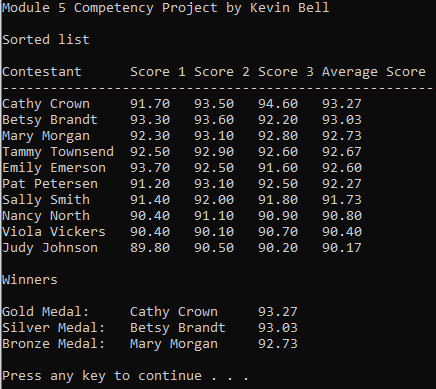 Module 5 Competency Project by Kevin Bell
Sorted list
Contestant Score 1 Score 2 Score 3 Average Score
------------------------------------------------------
Cathy Crown 91.70 93.50 94.60 93.27
Betsy Brandt 93.30 93.60 92.20 93.03
Mary Morgan 92.30 93.10 92.80 92.73
Tammy Townsend 92.50 92.90 92.60 92.67
Emily Emerson 93.70 92.50 91.60 92.60
Pat Petersen 91.20 93.10 92.50 92.27
Sally Smith 91.40 92.00 91.80 91.73
Nancy North 90.40 91.10 90.90 90.80
Viola Vickers 90.40 90.10 90.70 90.40
Judy Johnson 89.80 90.50 90.20 90.17
Winners
Gold Medal: Cathy Crown 93.27
Silver Medal: Betsy Brandt 93.03
Bronze Medal: Mary Morgan 92.73
Press any key to continue . . .